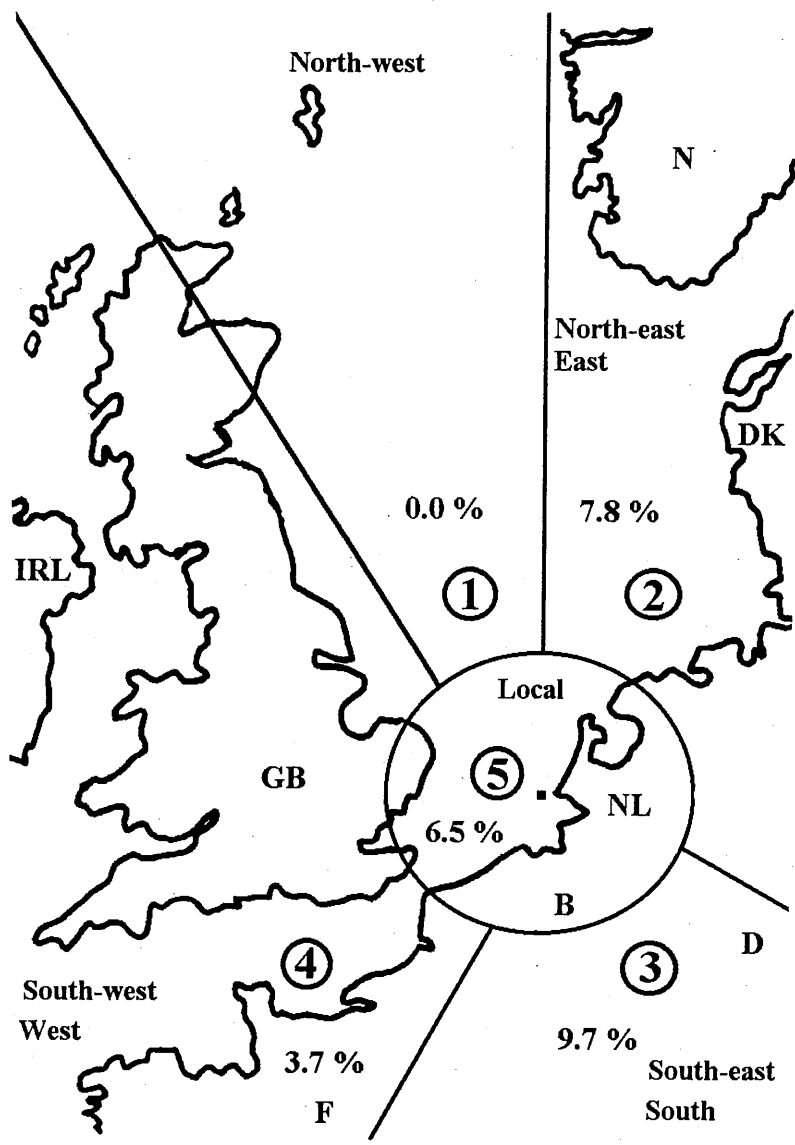 North-west
N
North-east
East
DK
0.0 %
7.8 %
IRL
1
2
Local
GB
5
NL
6.5 %
B
D
4
3
South-west
West
9.7 %
3.7 %
South-east
F
South